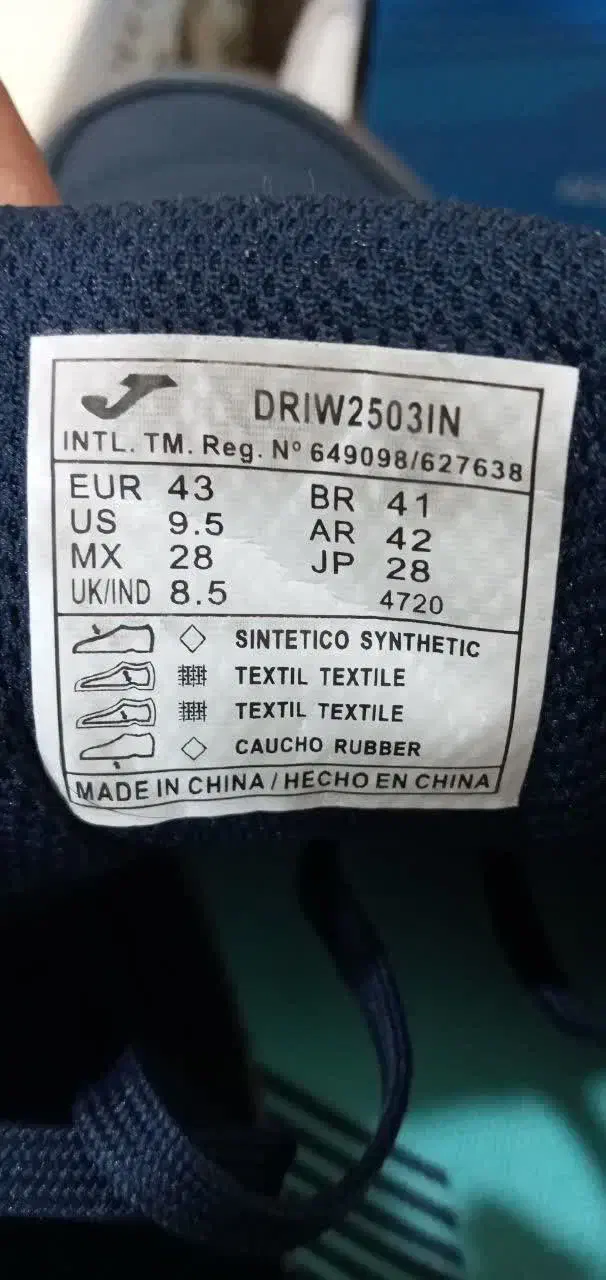 DRIW2503IN
INTL. TM. Reg. Nº 649098/627638
EUR 43 BR 41
US 9.5 AR 42
MX 28 JP 28
UK/IND 8.5 4720
SINTETICO SYNTHETIC
TEXTIL TEXTILE
TEXTIL TEXTILE
CAUCHO RUBBER
MADE IN CHINA / HECHO EN CHINA